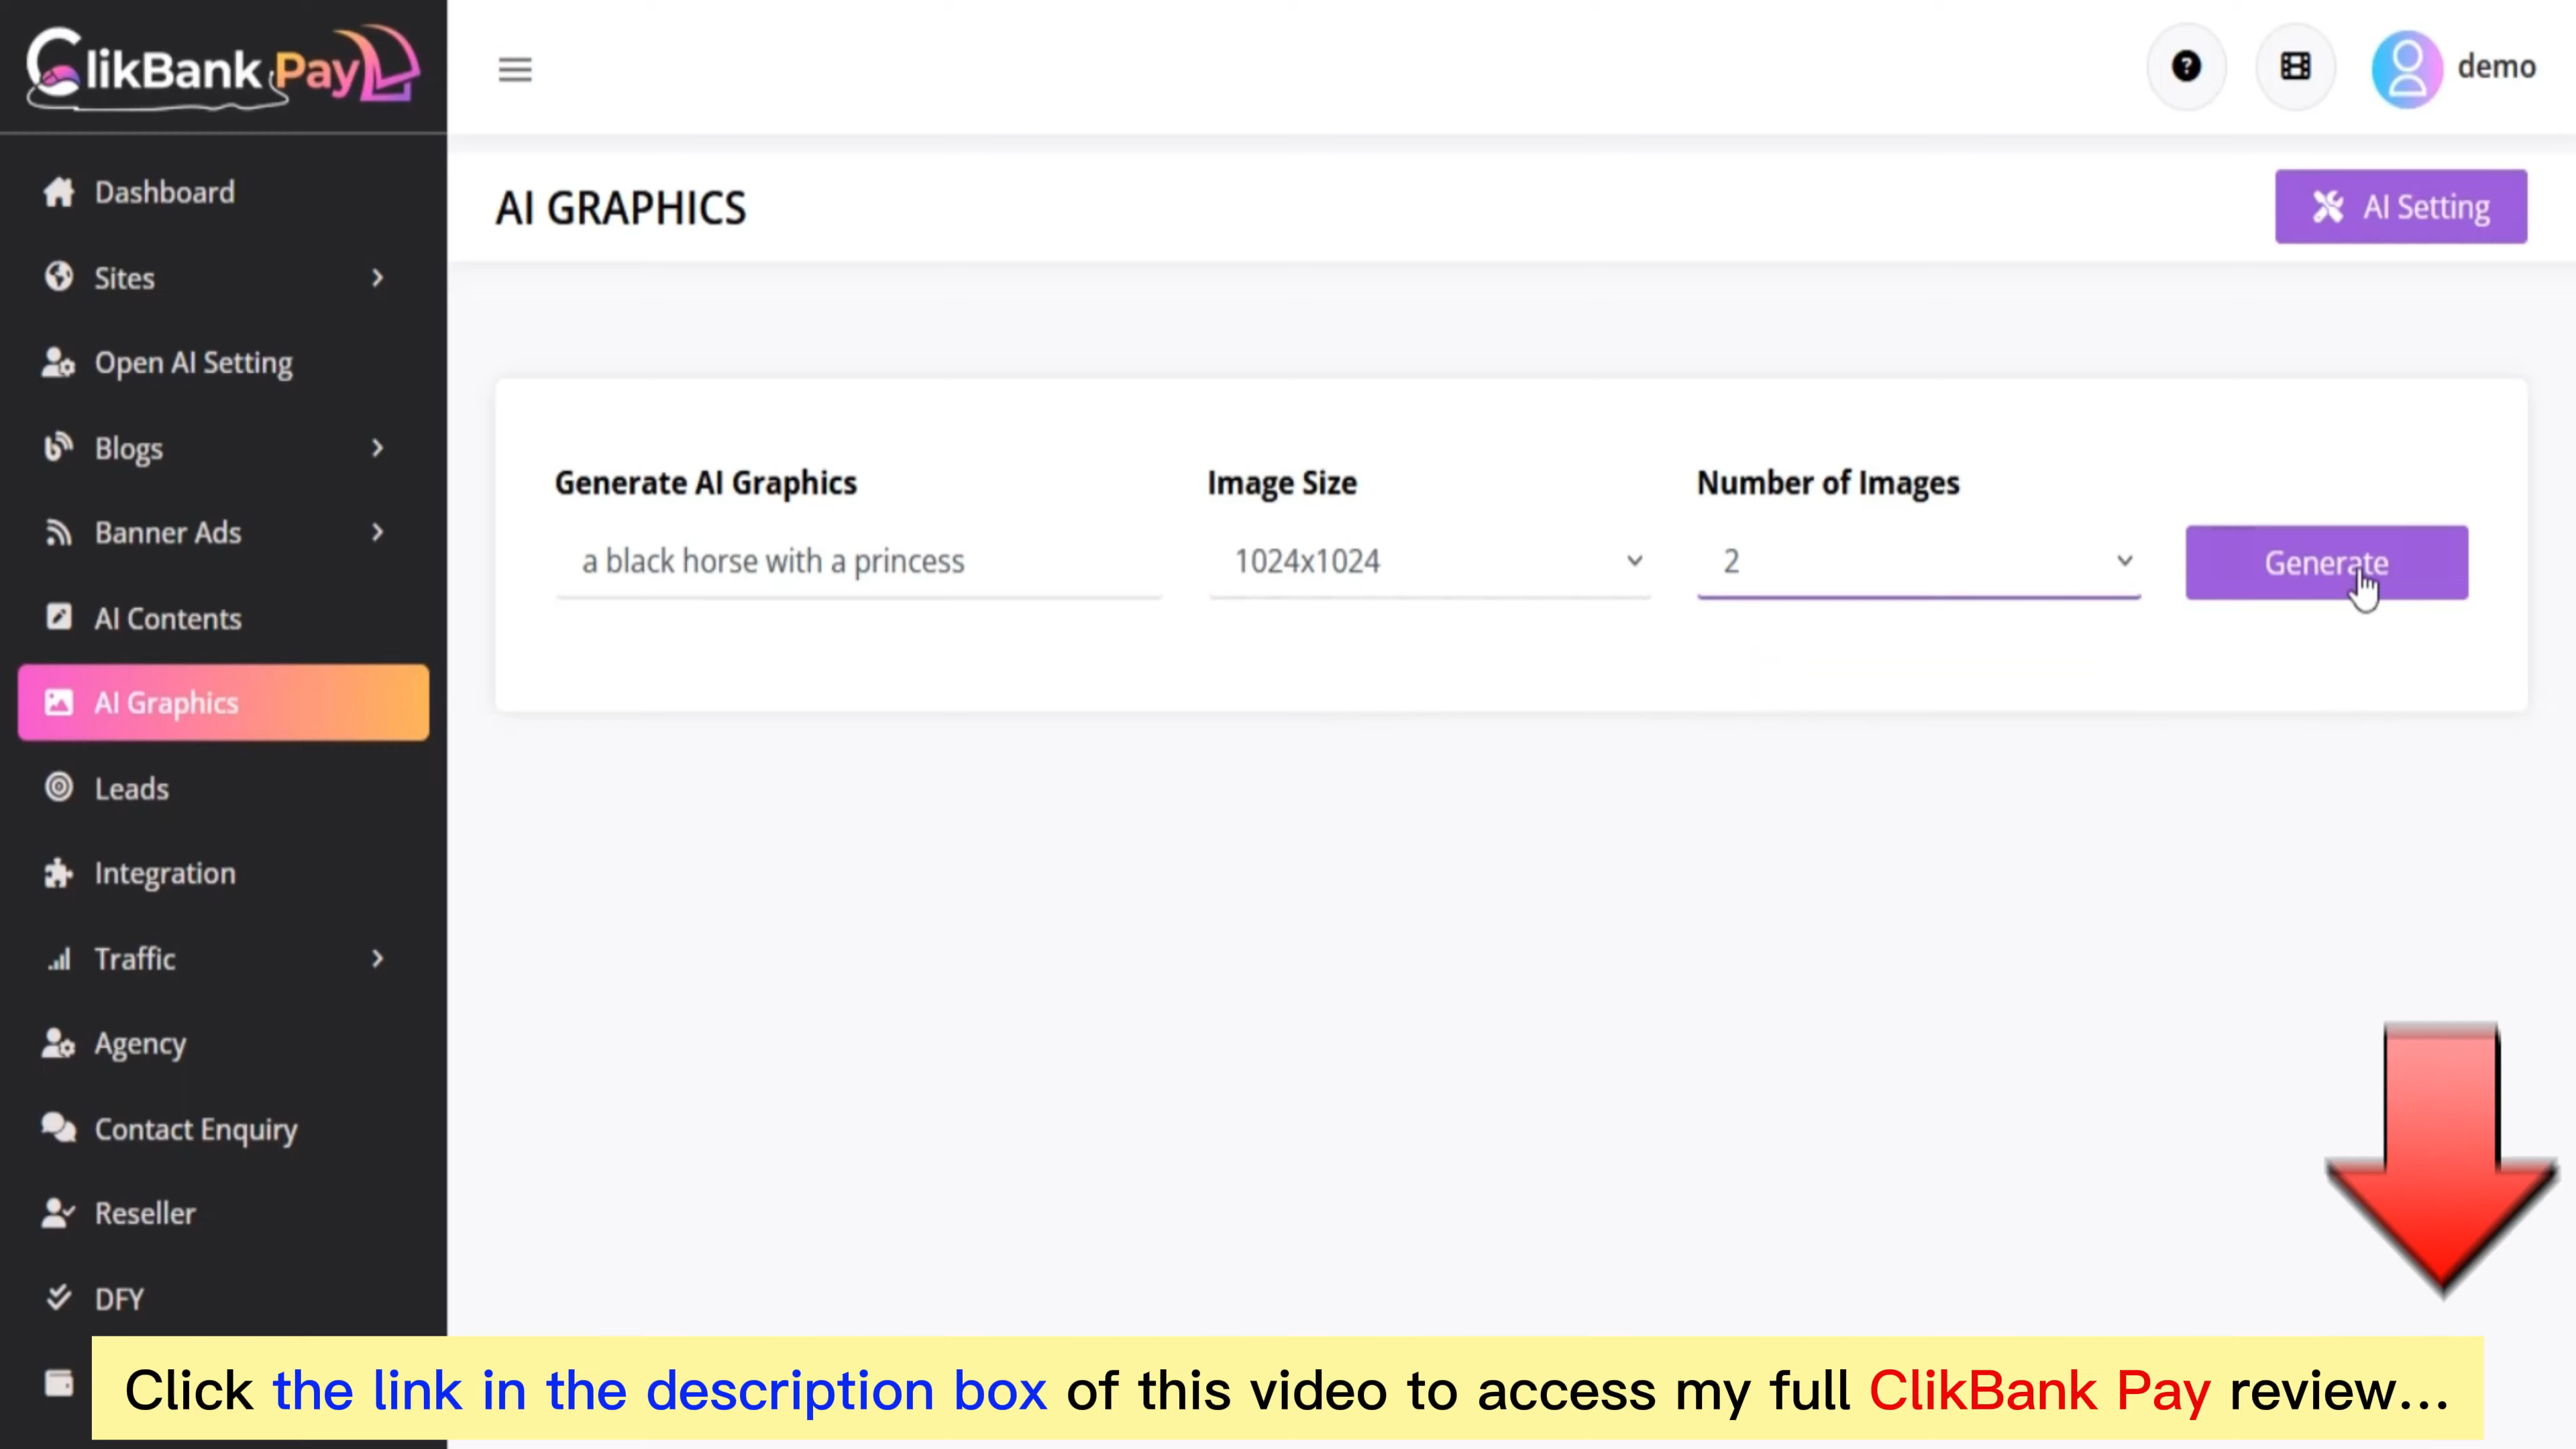 ClikBank Pay
demo
Dashboard
Sites
Open AI Setting
Blogs
Banner Ads
AI Contents
AI Graphics
Leads
Integration
Traffic
Agency
Contact Enquiry
Reseller
DFY
AI GRAPHICS
AI Setting
Generate AI Graphics
Image Size
Number of Images
a black horse with a princess
1024x1024
2
Generate
Click the link in the description box of this video to access my full ClikBank Pay review...